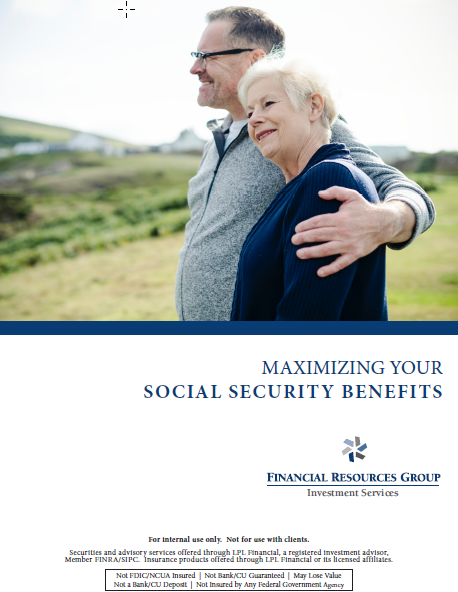 MAXIMIZING YOUR
SOCIAL SECURITY BENEFITS
FINANCIAL RESOURCES GROUP
Investment Services
For internal use only.  Not for use with clients.
Securities and advisory services offered through LPL Financial, a registered investment advisor,
Member FINRA/SIPC.  Insurance products offered through LPL Financial or its licensed affiliates.
Not FDIC/NCUA Insured | Not Bank/CU Guaranteed | May Lose Value
Not a Bank/CU Deposit | Not Insured by Any Federal Government Agency